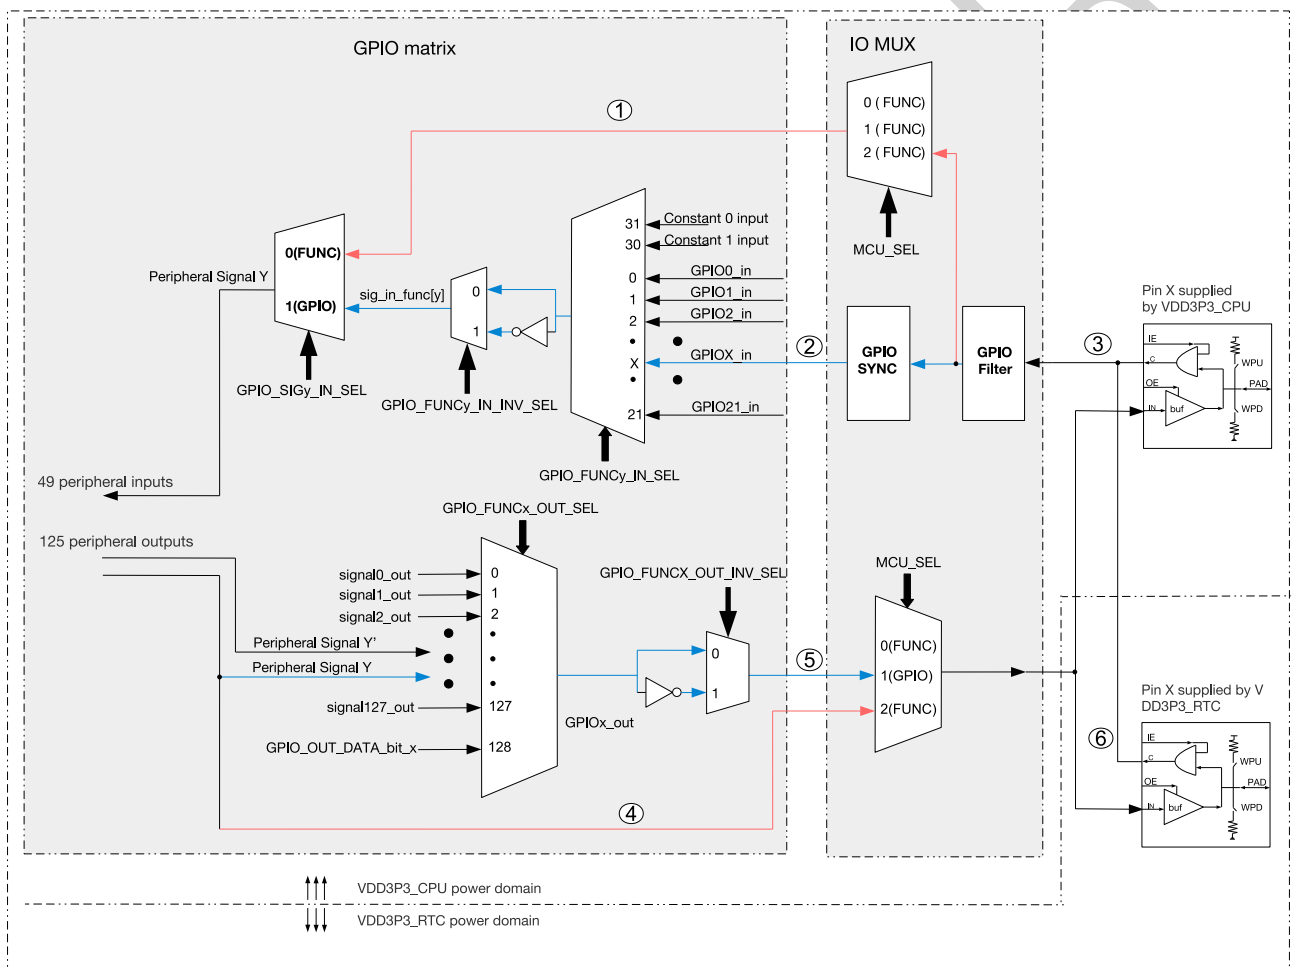 GPIO matrix
IO MUX
①
0 ( FUNC)
1 ( FUNC)
2 ( FUNC)
MCU_SEL
31
Constant 0 input
30
Constant 1 input
0
GPIO0_in
1
GPIO1_in
2
GPIO2_in
X
GPIOX_in
21
GPIO21_in
②
GPIO
SYNC
GPIO
Filter
③
0(FUNC)
1(GPIO)
Peripheral Signal Y
sig_in_func[y]
0
1
GPIO_SIGy_IN_SEL
GPIO_FUNCy_IN_INV_SEL
GPIO_FUNCy_IN_SEL
Pin X supplied
by VDD3P3_CPU
IE
C
OE
IN
buf
WPU
PAD
WPD
49 peripheral inputs
125 peripheral outputs
GPIO_FUNCx_OUT_SEL
signal0_out
0
signal1_out
1
signal2_out
2
Peripheral Signal Y'
Peripheral Signal Y
signal127_out
127
GPIO_OUT_DATA_bit_x
128
GPIOx_out
GPIO_FUNCX_OUT_INV_SEL
0
1
⑤
MCU_SEL
0(FUNC)
1(GPIO)
2(FUNC)
④
Pin X supplied by V
DD3P3_RTC
⑥
IE
C
OE
IN
buf
WPU
PAD
WPD
VDD3P3_CPU power domain
VDD3P3_RTC power domain